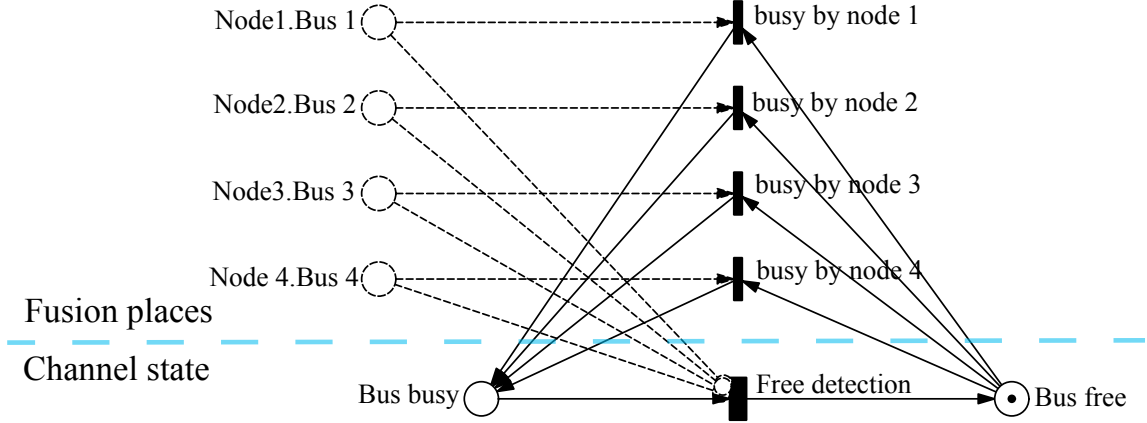 Node1.Bus 1
busy by node 1
Node2.Bus 2
busy by node 2
Node3.Bus 3
busy by node 3
Node 4.Bus 4
busy by node 4
Fusion places
Channel state
Bus busy
Free detection
Bus free